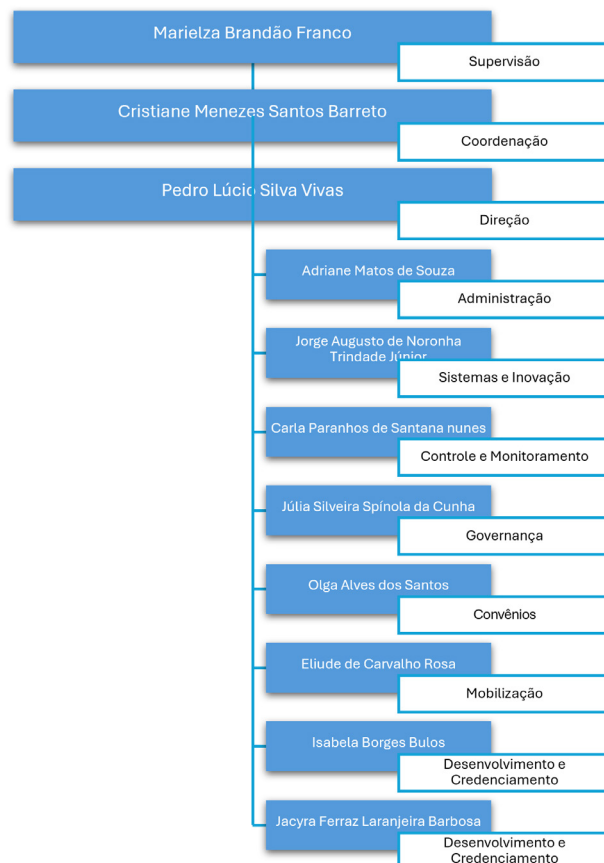 Marielza Brandão Franco
Supervisão
Cristiane Menezes Santos Barreto
Coordenação
Pedro Lúcio Silva Vivas
Direção
Adriane Matos de Souza
Administração
Jorge Augusto de Noronha
Trindade Júnior
Sistemas e Inovação
Carla Paranhos de Santana nunes
Controle e Monitoramento
Júlia Silveira Spínola da Cunha
Governança
Olga Alves dos Santos
Convênios
Eliude de Carvalho Rosa
Mobilização
Isabela Borges Bulos
Desenvolvimento e
Credenciamento
Jacyra Ferraz Laranjeira Barbosa
Desenvolvimento e
Credenciamento